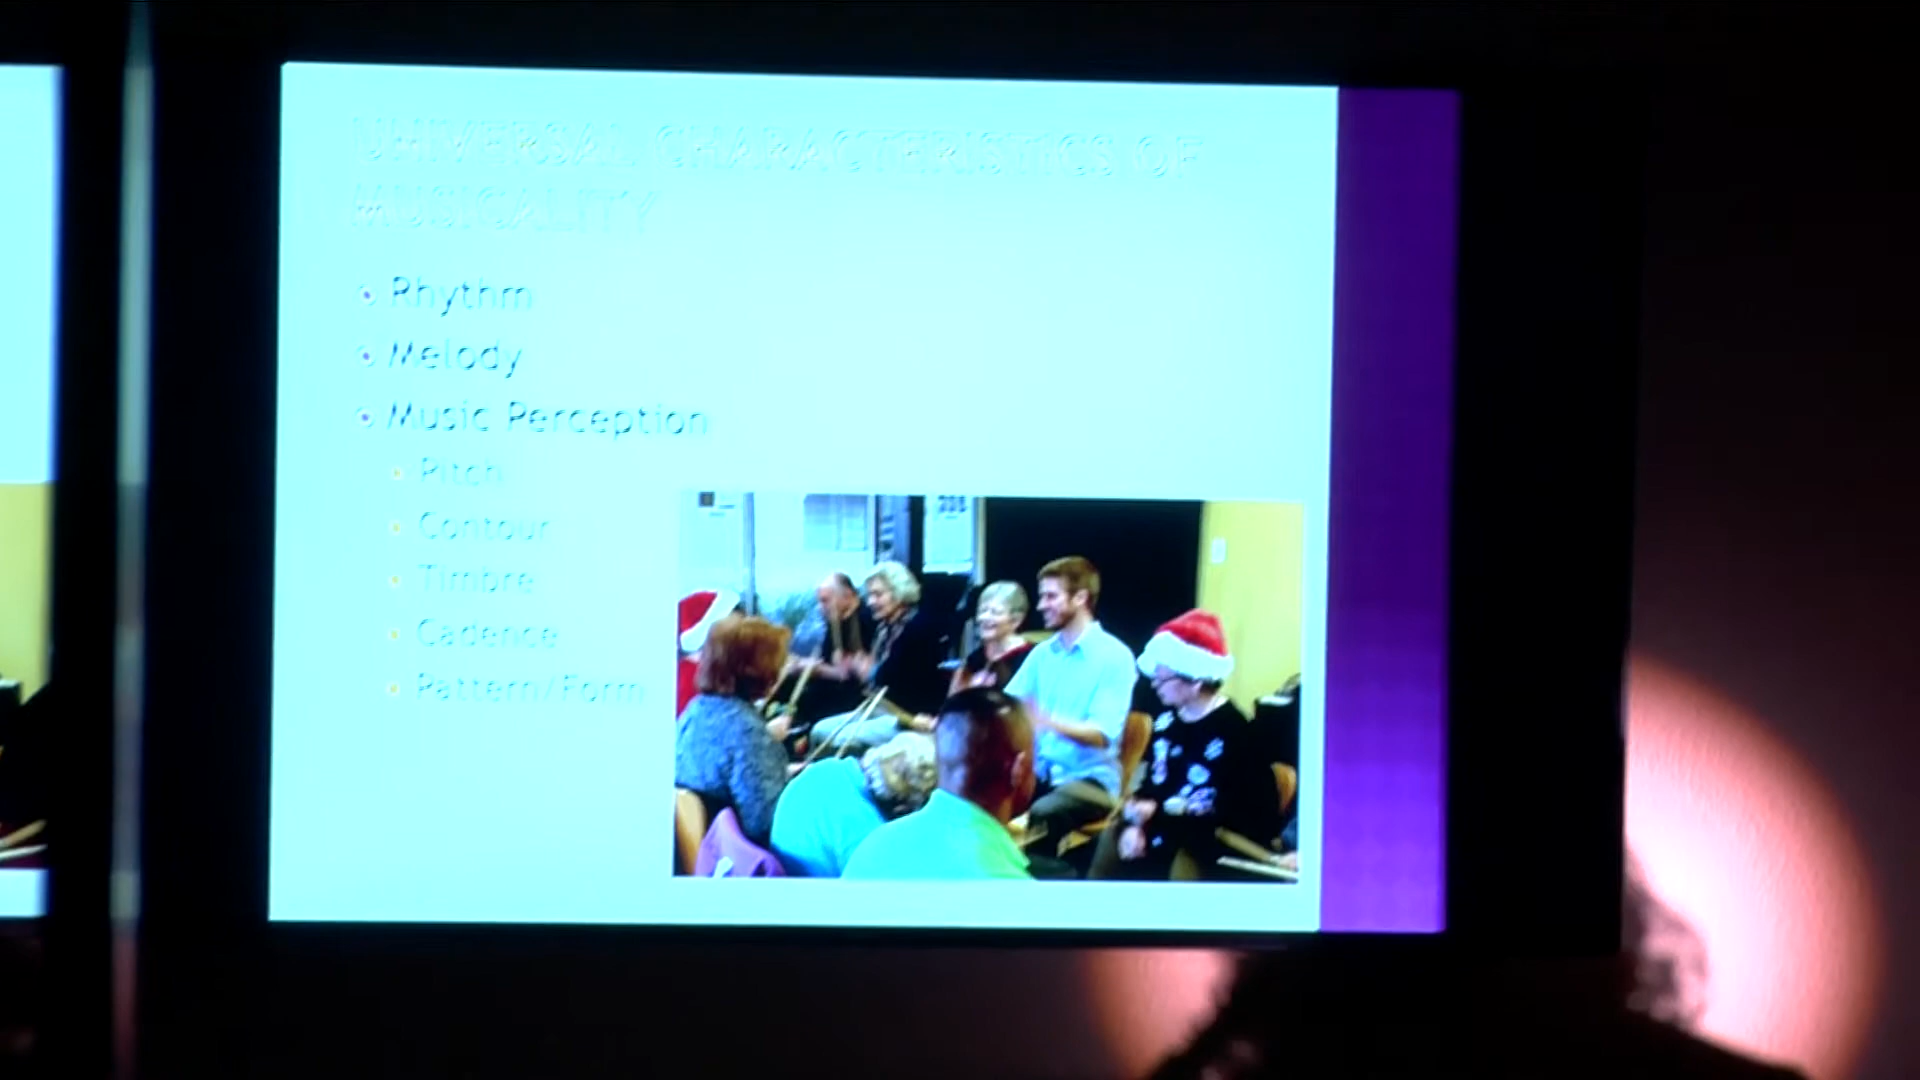 UNIVERSAL CHARACTERISTICS OF
MUSICALITY
Rhythm
Melody
Music Perception
Pitch
Contour
Timbre
Cadence
Pattern/Form